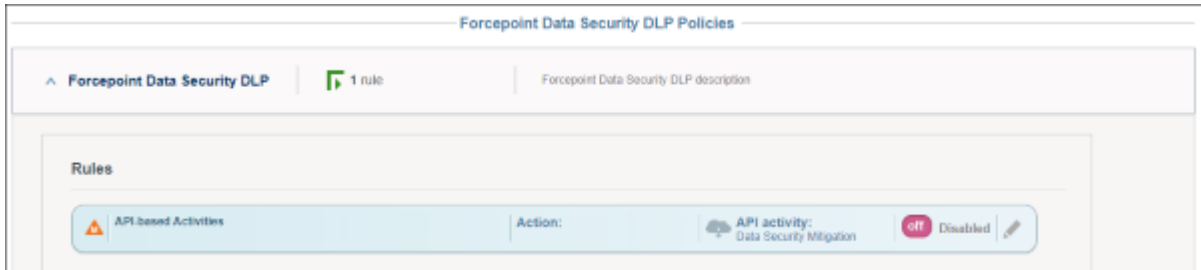 Forcepoint Data Security DLP Policies
Forcepoint Data Security DLP 1 rule Forcepoint Data Security DLP description
Rules
API-based Activities Action: API activity: off Disabled
Data Security Mitigation